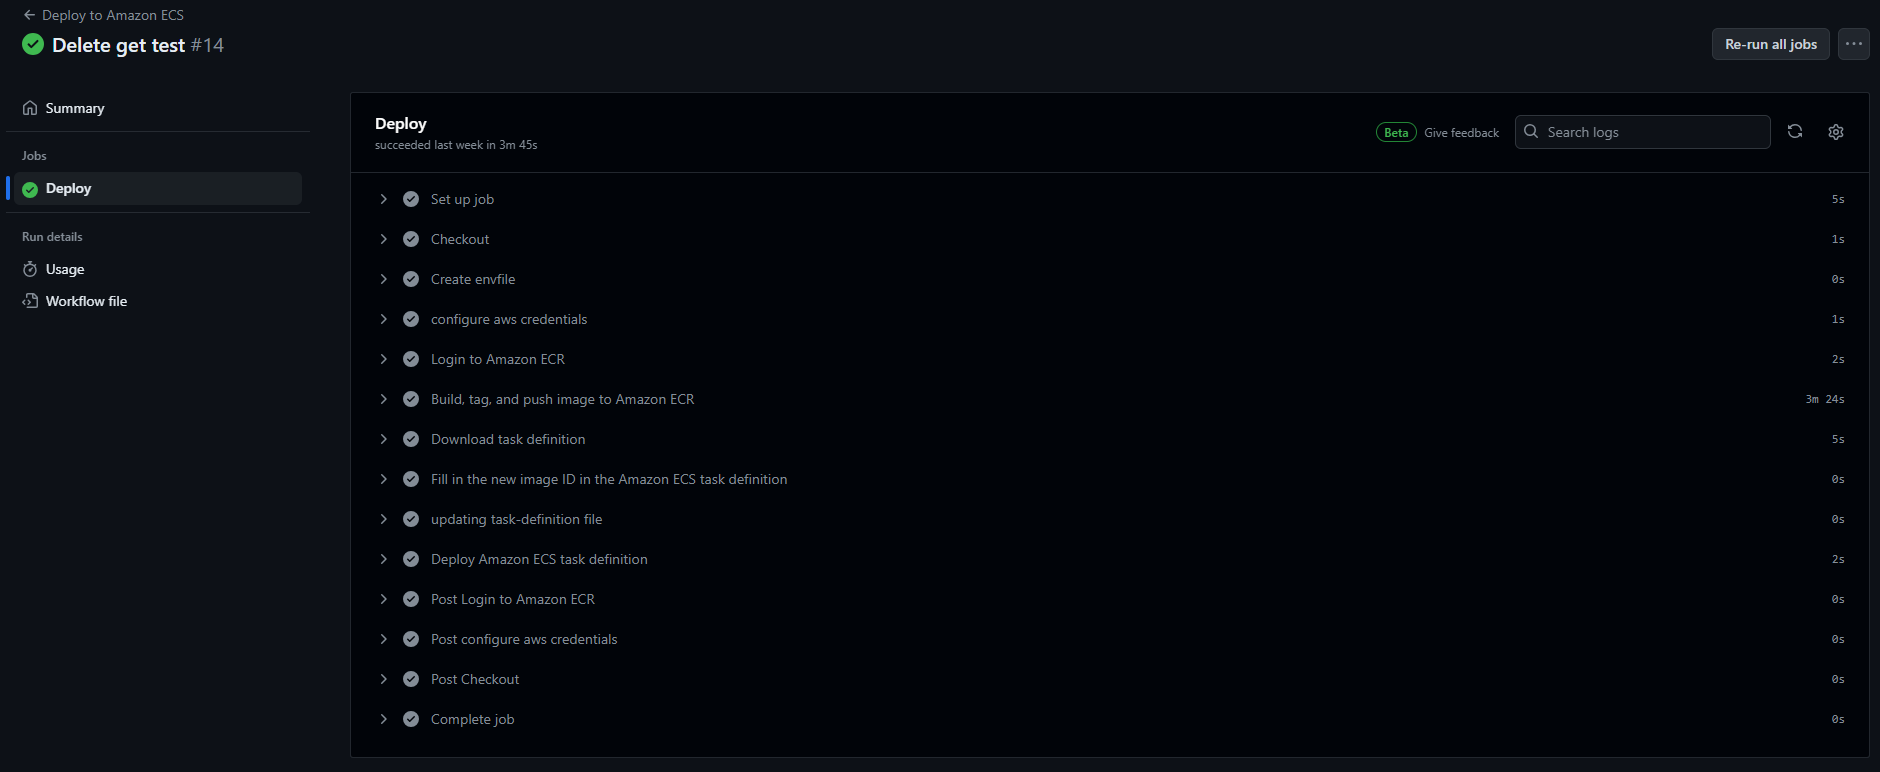 Deploy to Amazon ECS
Delete get test #14
Re-run all jobs
Summary
Jobs
Deploy
Run details
Usage
Workflow file
Deploy
succeeded last week in 3m 45s
Beta Give feedback
Search logs
Set up job 5s
Checkout 1s
Create envfile 0s
configure aws credentials 1s
Login to Amazon ECR 2s
Build, tag, and push image to Amazon ECR 3m 24s
Download task definition 5s
Fill in the new image ID in the Amazon ECS task definition 0s
updating task-definition file 0s
Deploy Amazon ECS task definition 2s
Post Login to Amazon ECR 0s
Post configure aws credentials 0s
Post Checkout 0s
Complete job 0s